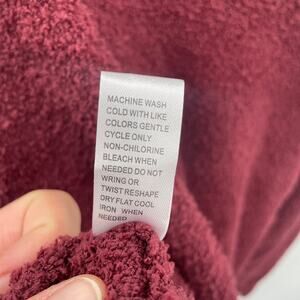 MACHINE WASH
COLD WITH LIKE
COLORS GENTLE
CYCLE ONLY
NON-CHILORINE
BLEACH WHEN
NEEDED DO NOT
WRING OR
TWIST RESHAPE
DRY FLAT COOL
IRON WHEN
NEEDED